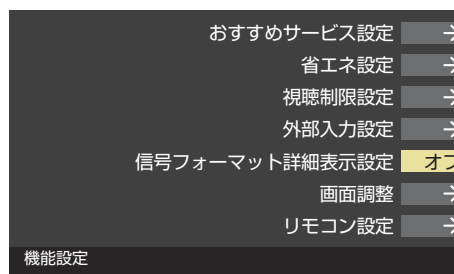 おすすめサービス設定 →
省エネ設定 →
視聴制限設定 →
外部入力設定 →
信号フォーマット詳細表示設定 オフ
画面調整 →
リモコン設定 →
機能設定